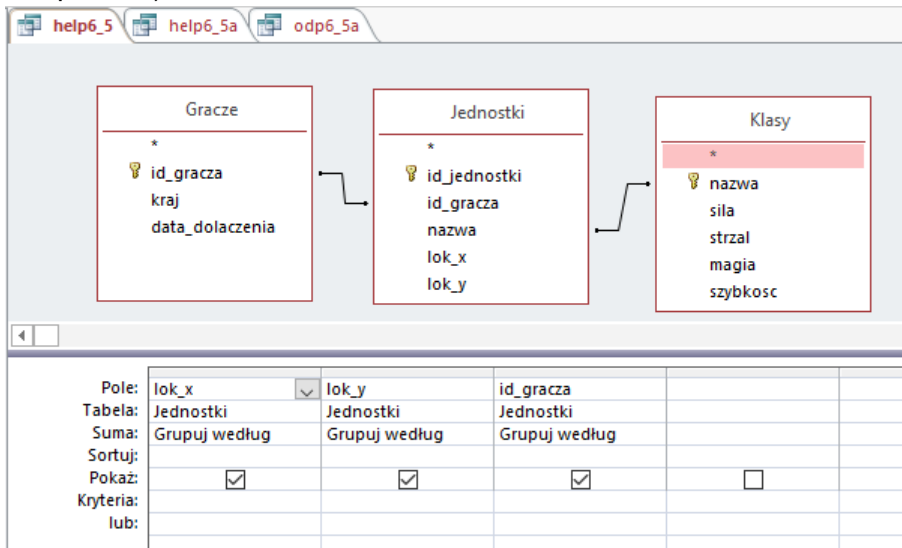 help6_5 help6_5a odp6_5a
Gracze
*
id_gracza
kraj
data_dolaczenia
Jednostki
*
id_jednostki
id_gracza
nazwa
lok_x
lok_y
Klasy
*
nazwa
sila
strzal
magia
szybkosc
Pole: lok_x lok_y id_gracza
Tabela: Jednostki Jednostki Jednostki
Suma: Grupuj według Grupuj według Grupuj według
Sortuj:
Pokaż:
Kryteria:
lub: